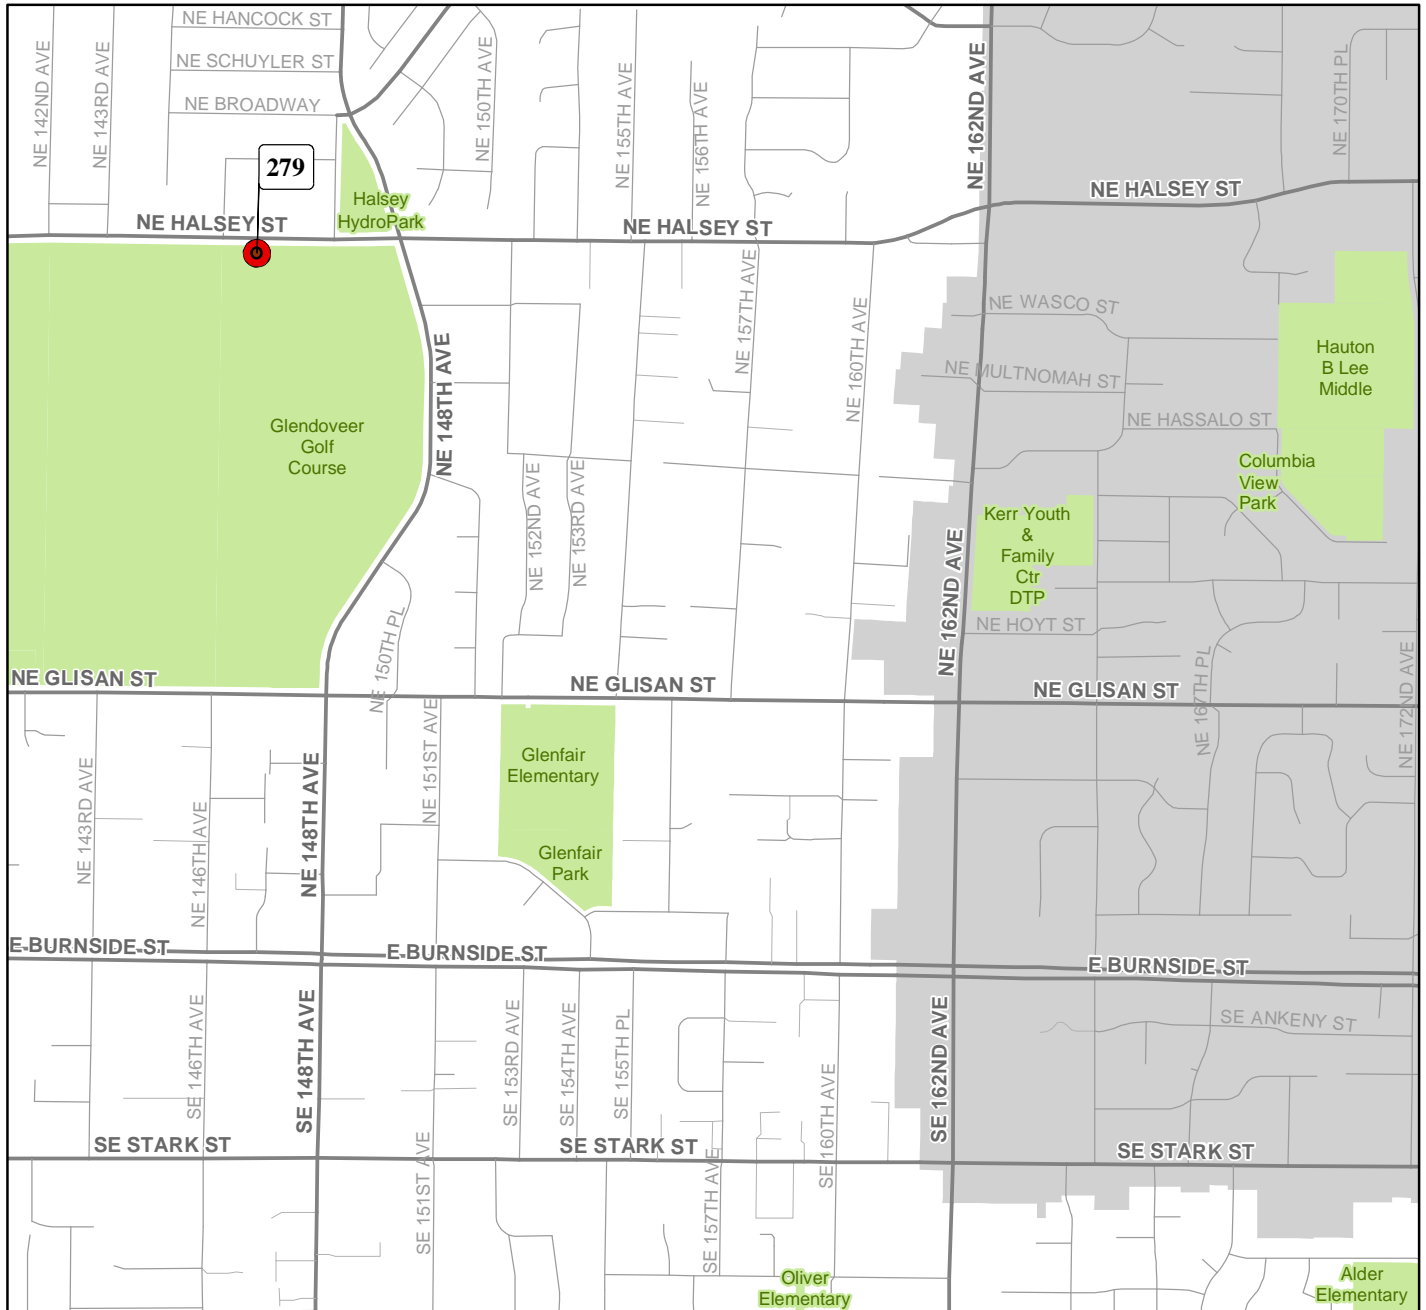 NE HANCOCK ST
NE SCHUYLER ST
NE BROADWAY
NE 142ND AVE
NE 143RD AVE
NE 150TH AVE
NE 155TH AVE
NE 156TH AVE
NE 162ND AVE
NE 170TH PL
279
Halsey
HydroPark
NE HALSEY ST
NE HALSEY ST
NE HALSEY ST
NE 157TH AVE
NE 160TH AVE
NE WASCO ST
NE MULTNOMAH ST
NE HASSALO ST
Hauton
B Lee
Middle
NE 148TH AVE
Glendoveer
Golf
Course
Columbia
View
Park
NE 152ND AVE
NE 153RD AVE
Kerr Youth
&
Family
Ctr
DTP
NE 162ND AVE
NE HOYT ST
NE 150TH PL
NE 167TH PL
NE 172ND AVE
NE GLISAN ST
NE GLISAN ST
NE GLISAN ST
NE 151ST AVE
Glenfair
Elementary
NE 143RD AVE
NE 146TH AVE
NE 148TH AVE
Glenfair
Park
E BURNSIDE ST
E BURNSIDE ST
E BURNSIDE ST
SE 146TH AVE
SE 148TH AVE
SE 153RD AVE
SE 154TH AVE
SE 155TH PL
SE 160TH AVE
SE 162ND AVE
SE ANKENY ST
SE STARK ST
SE STARK ST
SE STARK ST
SE 151ST AVE
SE 157TH AVE
Oliver
Elementary
Alder
Elementary